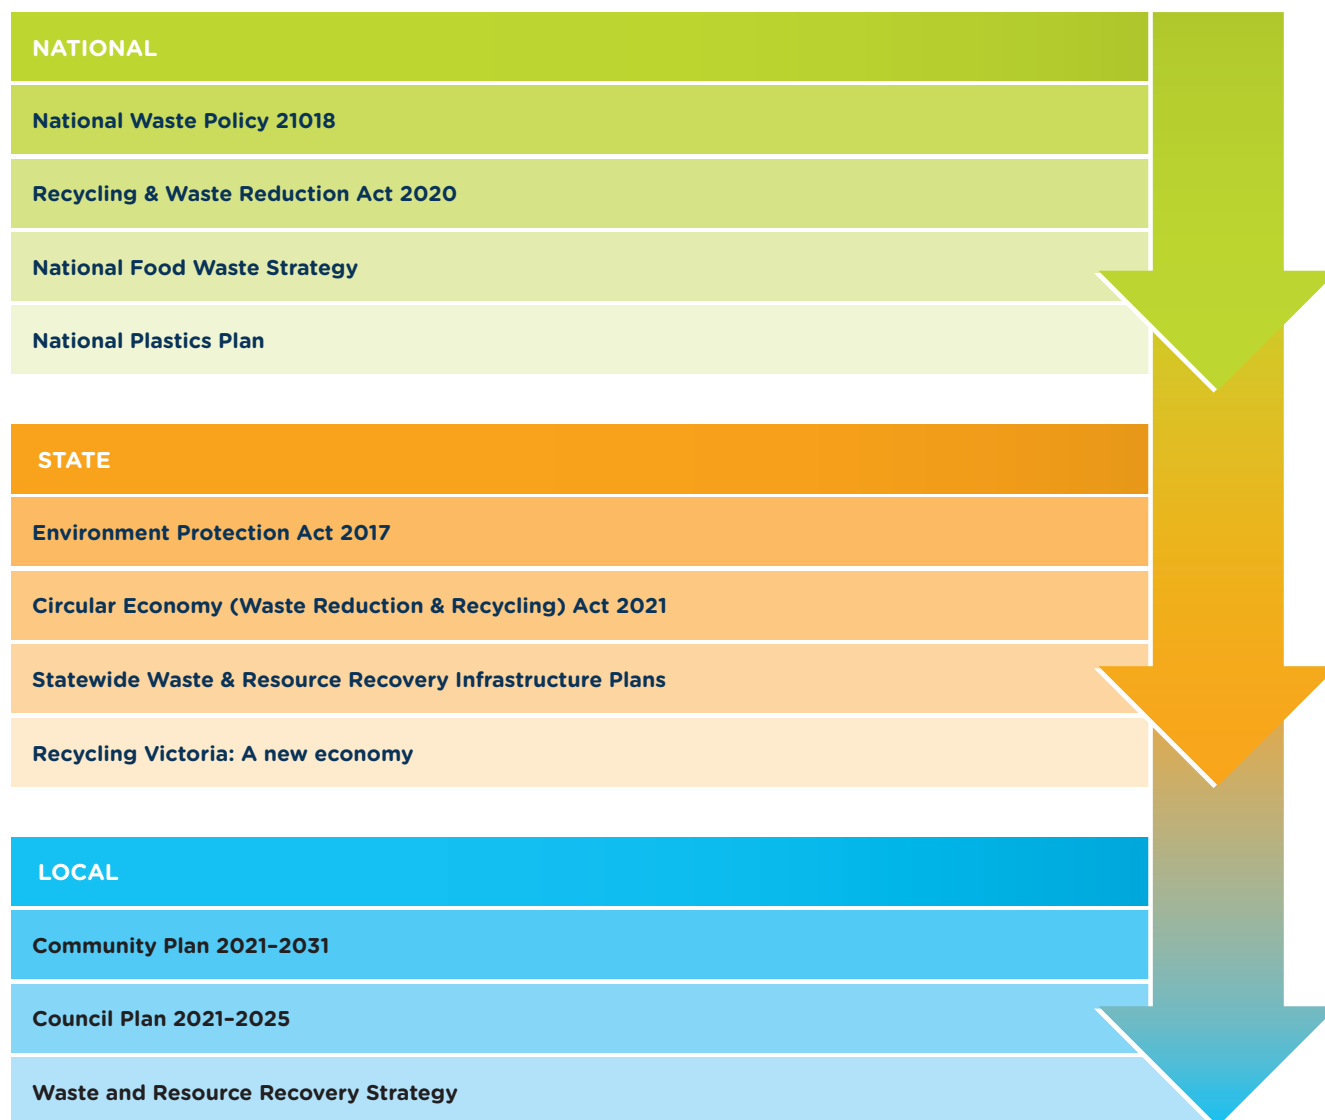 NATIONAL
National Waste Policy 21018
Recycling & Waste Reduction Act 2020
National Food Waste Strategy
National Plastics Plan
STATE
Environment Protection Act 2017
Circular Economy (Waste Reduction & Recycling) Act 2021
Statewide Waste & Resource Recovery Infrastructure Plans
Recycling Victoria: A new economy
LOCAL
Community Plan 2021–2031
Council Plan 2021–2025
Waste and Resource Recovery Strategy